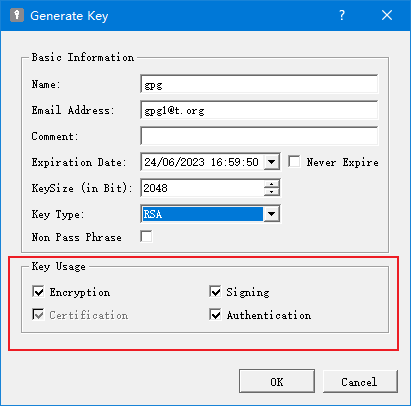 Generate Key
Basic Information
Name: gpg
Email Address: gpg1@t.org
Comment:
Expiration Date: 24/06/2023 16:59:50 Never Expire
KeySize (in Bit): 2048
Key Type: RSA
Non Pass Phrase
Key Usage
Encryption Signing
Certification Authentication
OK Cancel